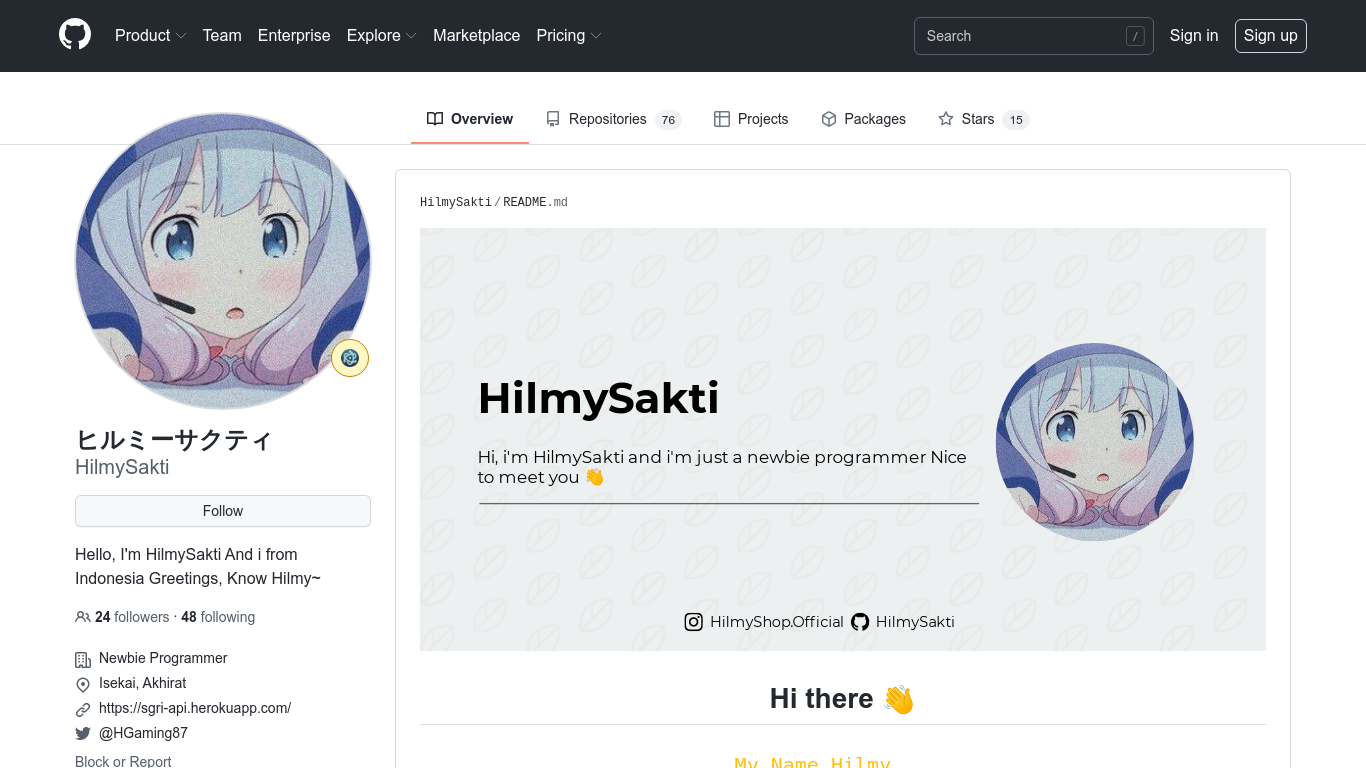 Product Team Enterprise Explore Marketplace Pricing Search / Sign in Sign up
Overview Repositories 76 Projects Packages Stars 15
HilmySakti/README.md
HilmySakti
Hi, i'm HilmySakti and i'm just a newbie programmer Nice
to meet you 👋
HilmyShop.Official HilmySakti
Hi there 👋
My Name Hilmy
ヒルミーサクティ
HilmySakti
Follow
Hello, I'm HilmySakti And i from
Indonesia Greetings, Know Hilmy~
24 followers · 48 following
Newbie Programmer
Isekai, Akhirat
https://sgri-api.herokuapp.com/
@HGaming87
Block or Report